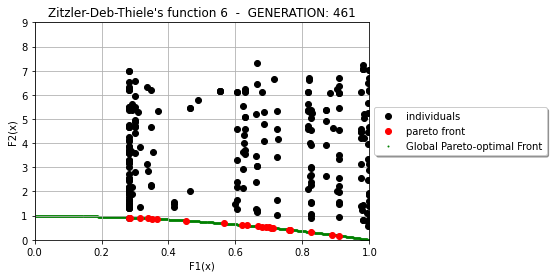 Zitzler-Deb-Thiele's function 6 - GENERATION: 461
F2(x)
9
8
7
6
5
4
3
2
1
0
0.0 0.2 0.4 0.6 0.8 1.0
F1(x)
individuals
pareto front
Global Pareto-optimal Front